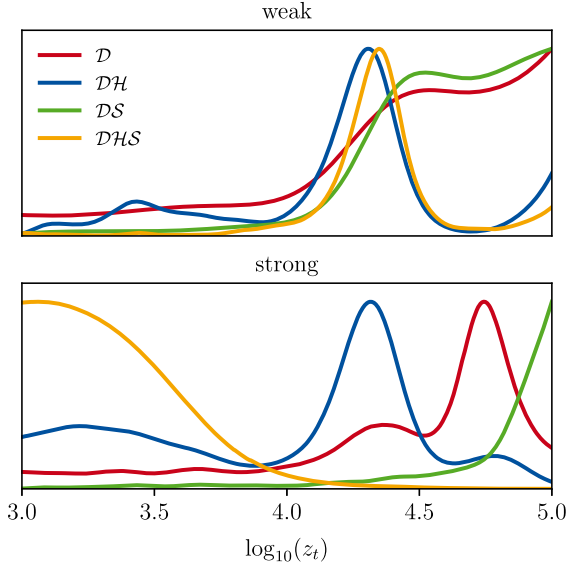 weak
𝒟
𝒟ℋ
𝒟𝒮
𝒟ℋ𝒮
strong
3.0 3.5 4.0 4.5 5.0
log₁₀(zₜ)